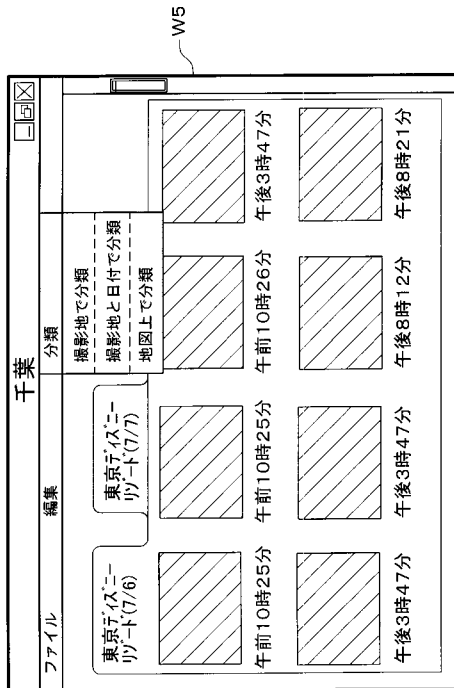 千葉
ファイル
編集
分類
撮影地で分類
撮影地と日付で分類
地図上で分類
東京ディズニー
リゾート(7/6)
東京ディズニー
リゾート(7/7)
午前10時25分
午前10時25分
午前10時26分
午後3時47分
午後3時47分
午後3時47分
午後8時12分
午後8時21分
W5